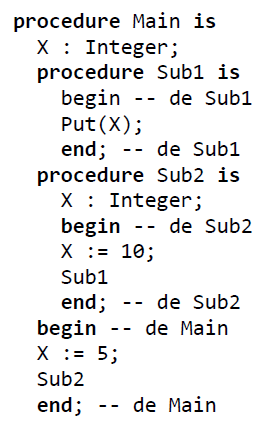 procedure Main is
X : Integer;
procedure Sub1 is
begin -- de Sub1
Put(X);
end; -- de Sub1
procedure Sub2 is
X : Integer;
begin -- de Sub2
X := 10;
Sub1
end; -- de Sub2
begin -- de Main
X := 5;
Sub2
end; -- de Main